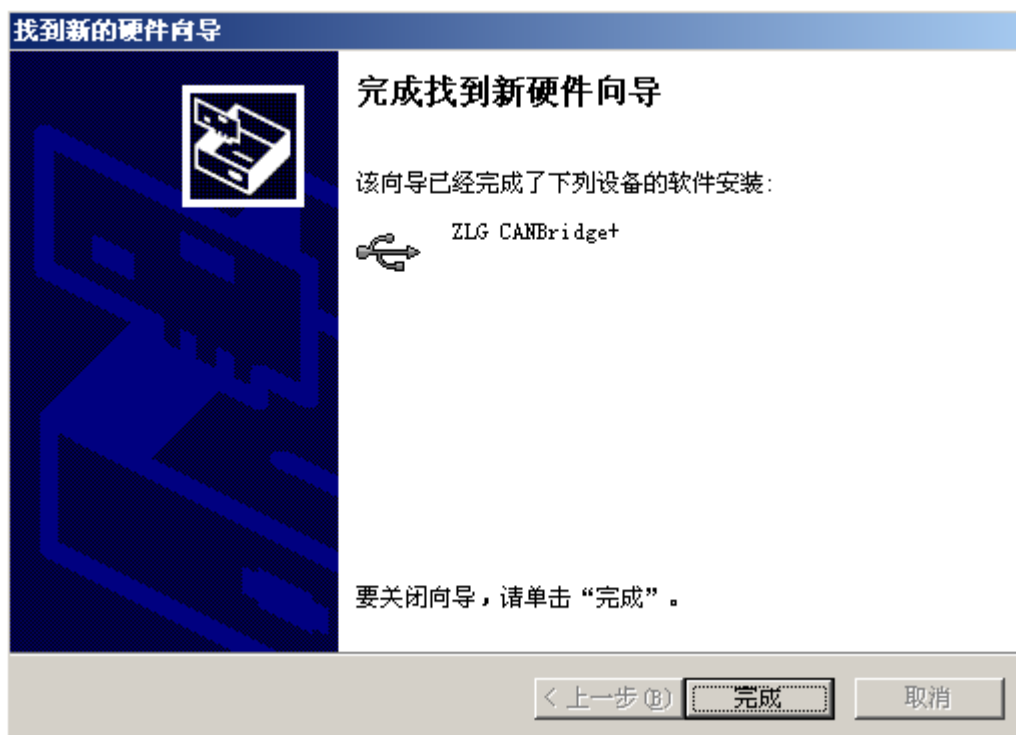 找到新的硬件向导
完成找到新硬件向导
该向导已经完成了下列设备的软件安装:
ZLG CANBridge+
要关闭向导，请单击“完成”。
< 上一步(B)
完成
取消